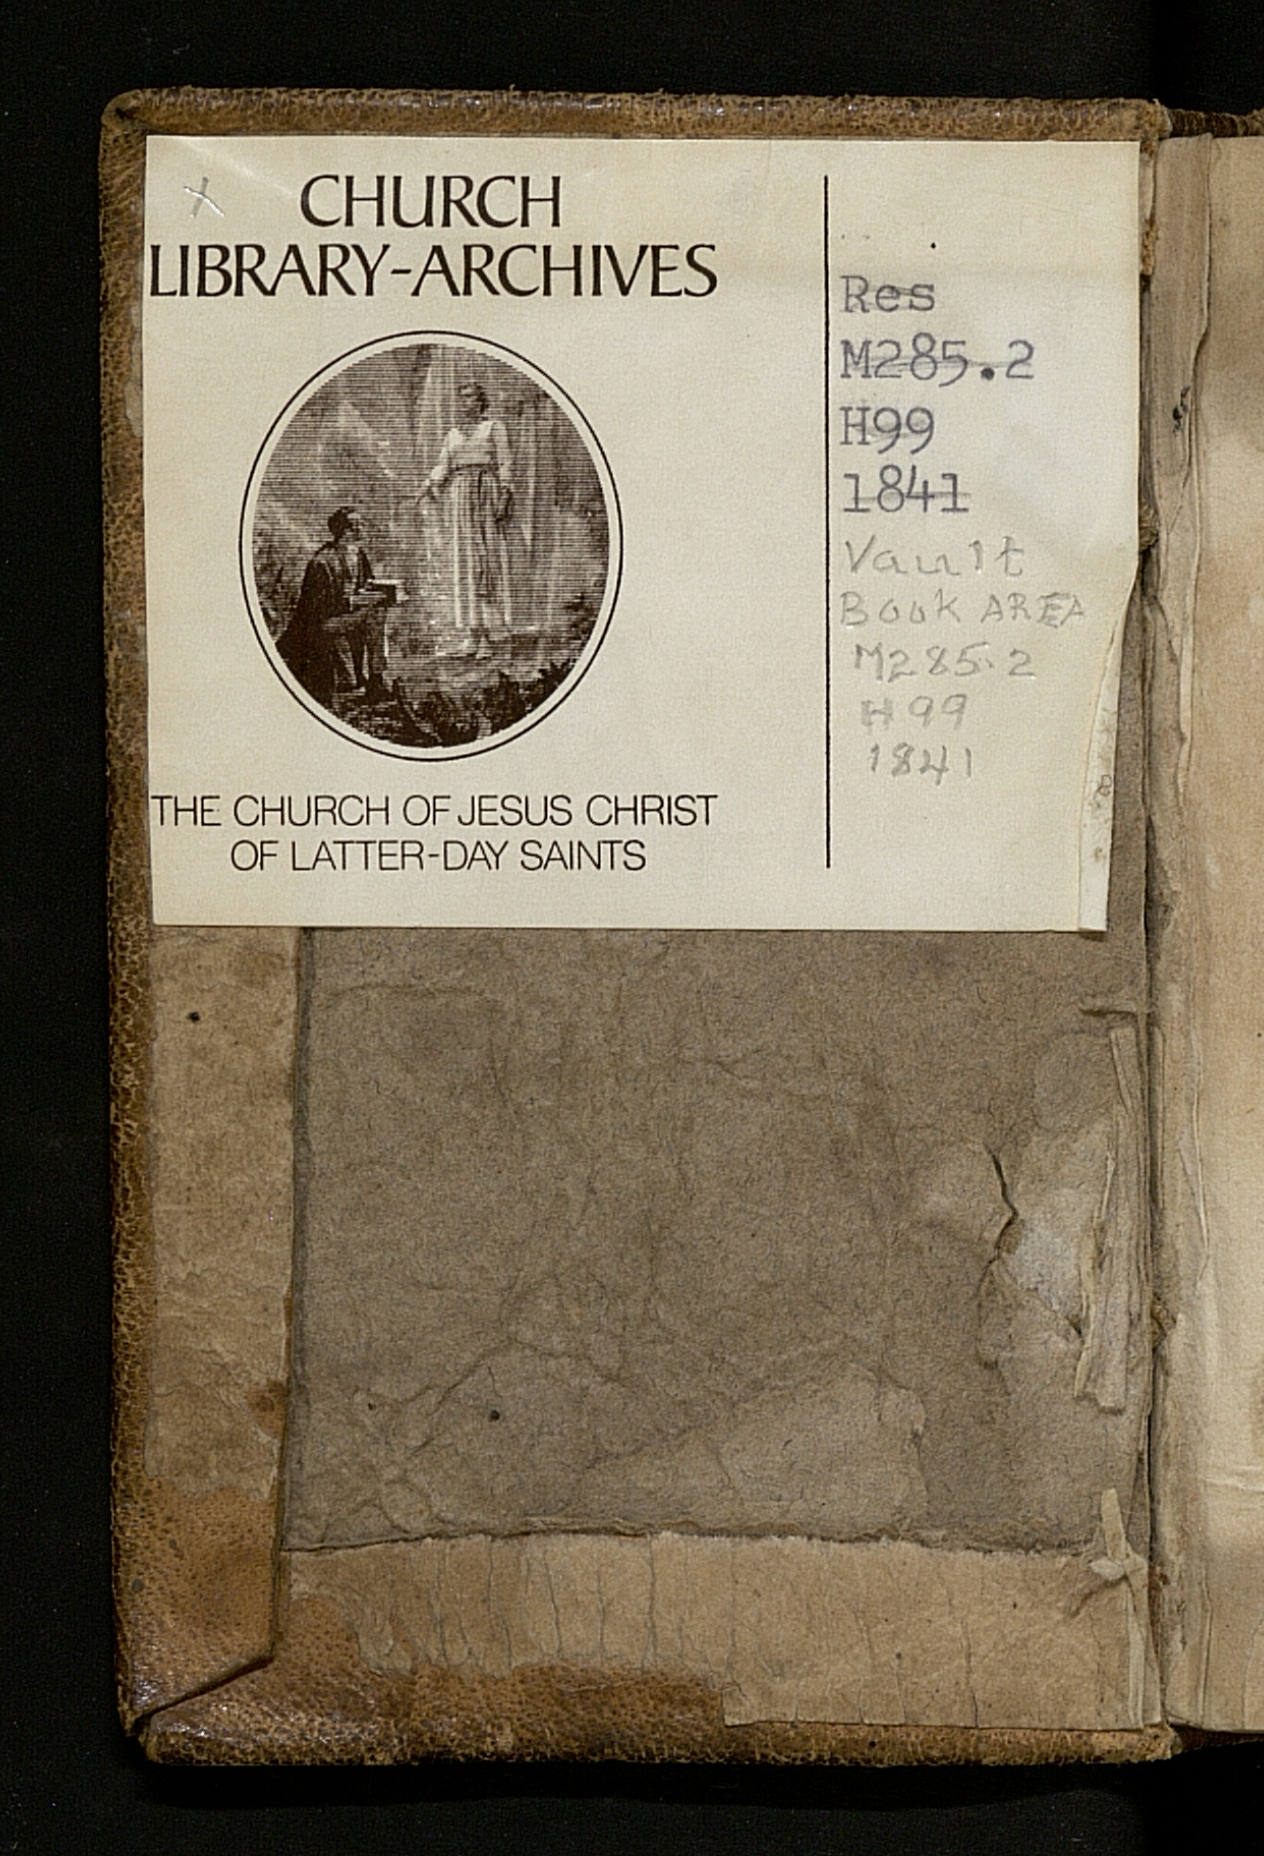 CHURCH
LIBRARY-ARCHIVES
THE CHURCH OF JESUS CHRIST
OF LATTER-DAY SAINTS
Res
M285.2
H99
1841
Vault
BOOK AREA
M285.2
H99
1841